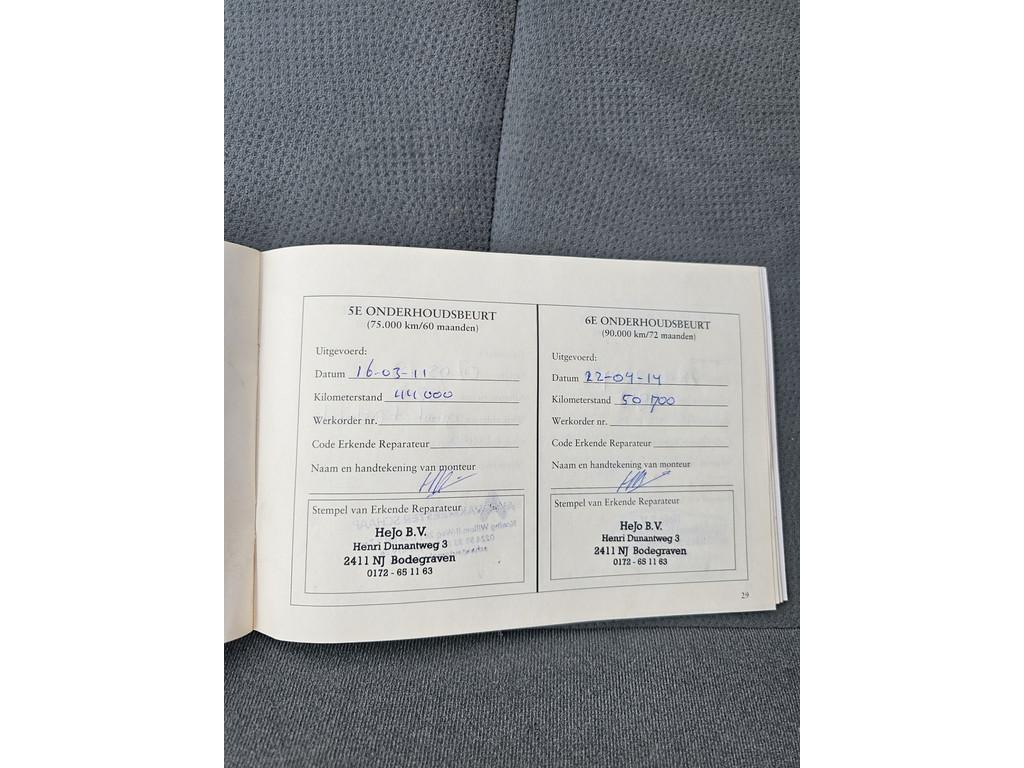 5E ONDERHOUDSBEURT
(75.000 km/60 maanden)
Uitgevoerd:
Datum 16-03-11
Kilometerstand 44 000
Werkorder nr.
Code Erkende Reparateur
Naam en handtekening van monteur
Stempel van Erkende Reparateur
HeJo B.V.
Henri Dunantweg 3
2411 NJ Bodegraven
0172 - 65 11 63
6E ONDERHOUDSBEURT
(90.000 km/72 maanden)
Uitgevoerd:
Datum 22-04-14
Kilometerstand 50 700
Werkorder nr.
Code Erkende Reparateur
Naam en handtekening van monteur
Stempel van Erkende Reparateur
HeJo B.V.
Henri Dunantweg 3
2411 NJ Bodegraven
0172 - 65 11 63
29